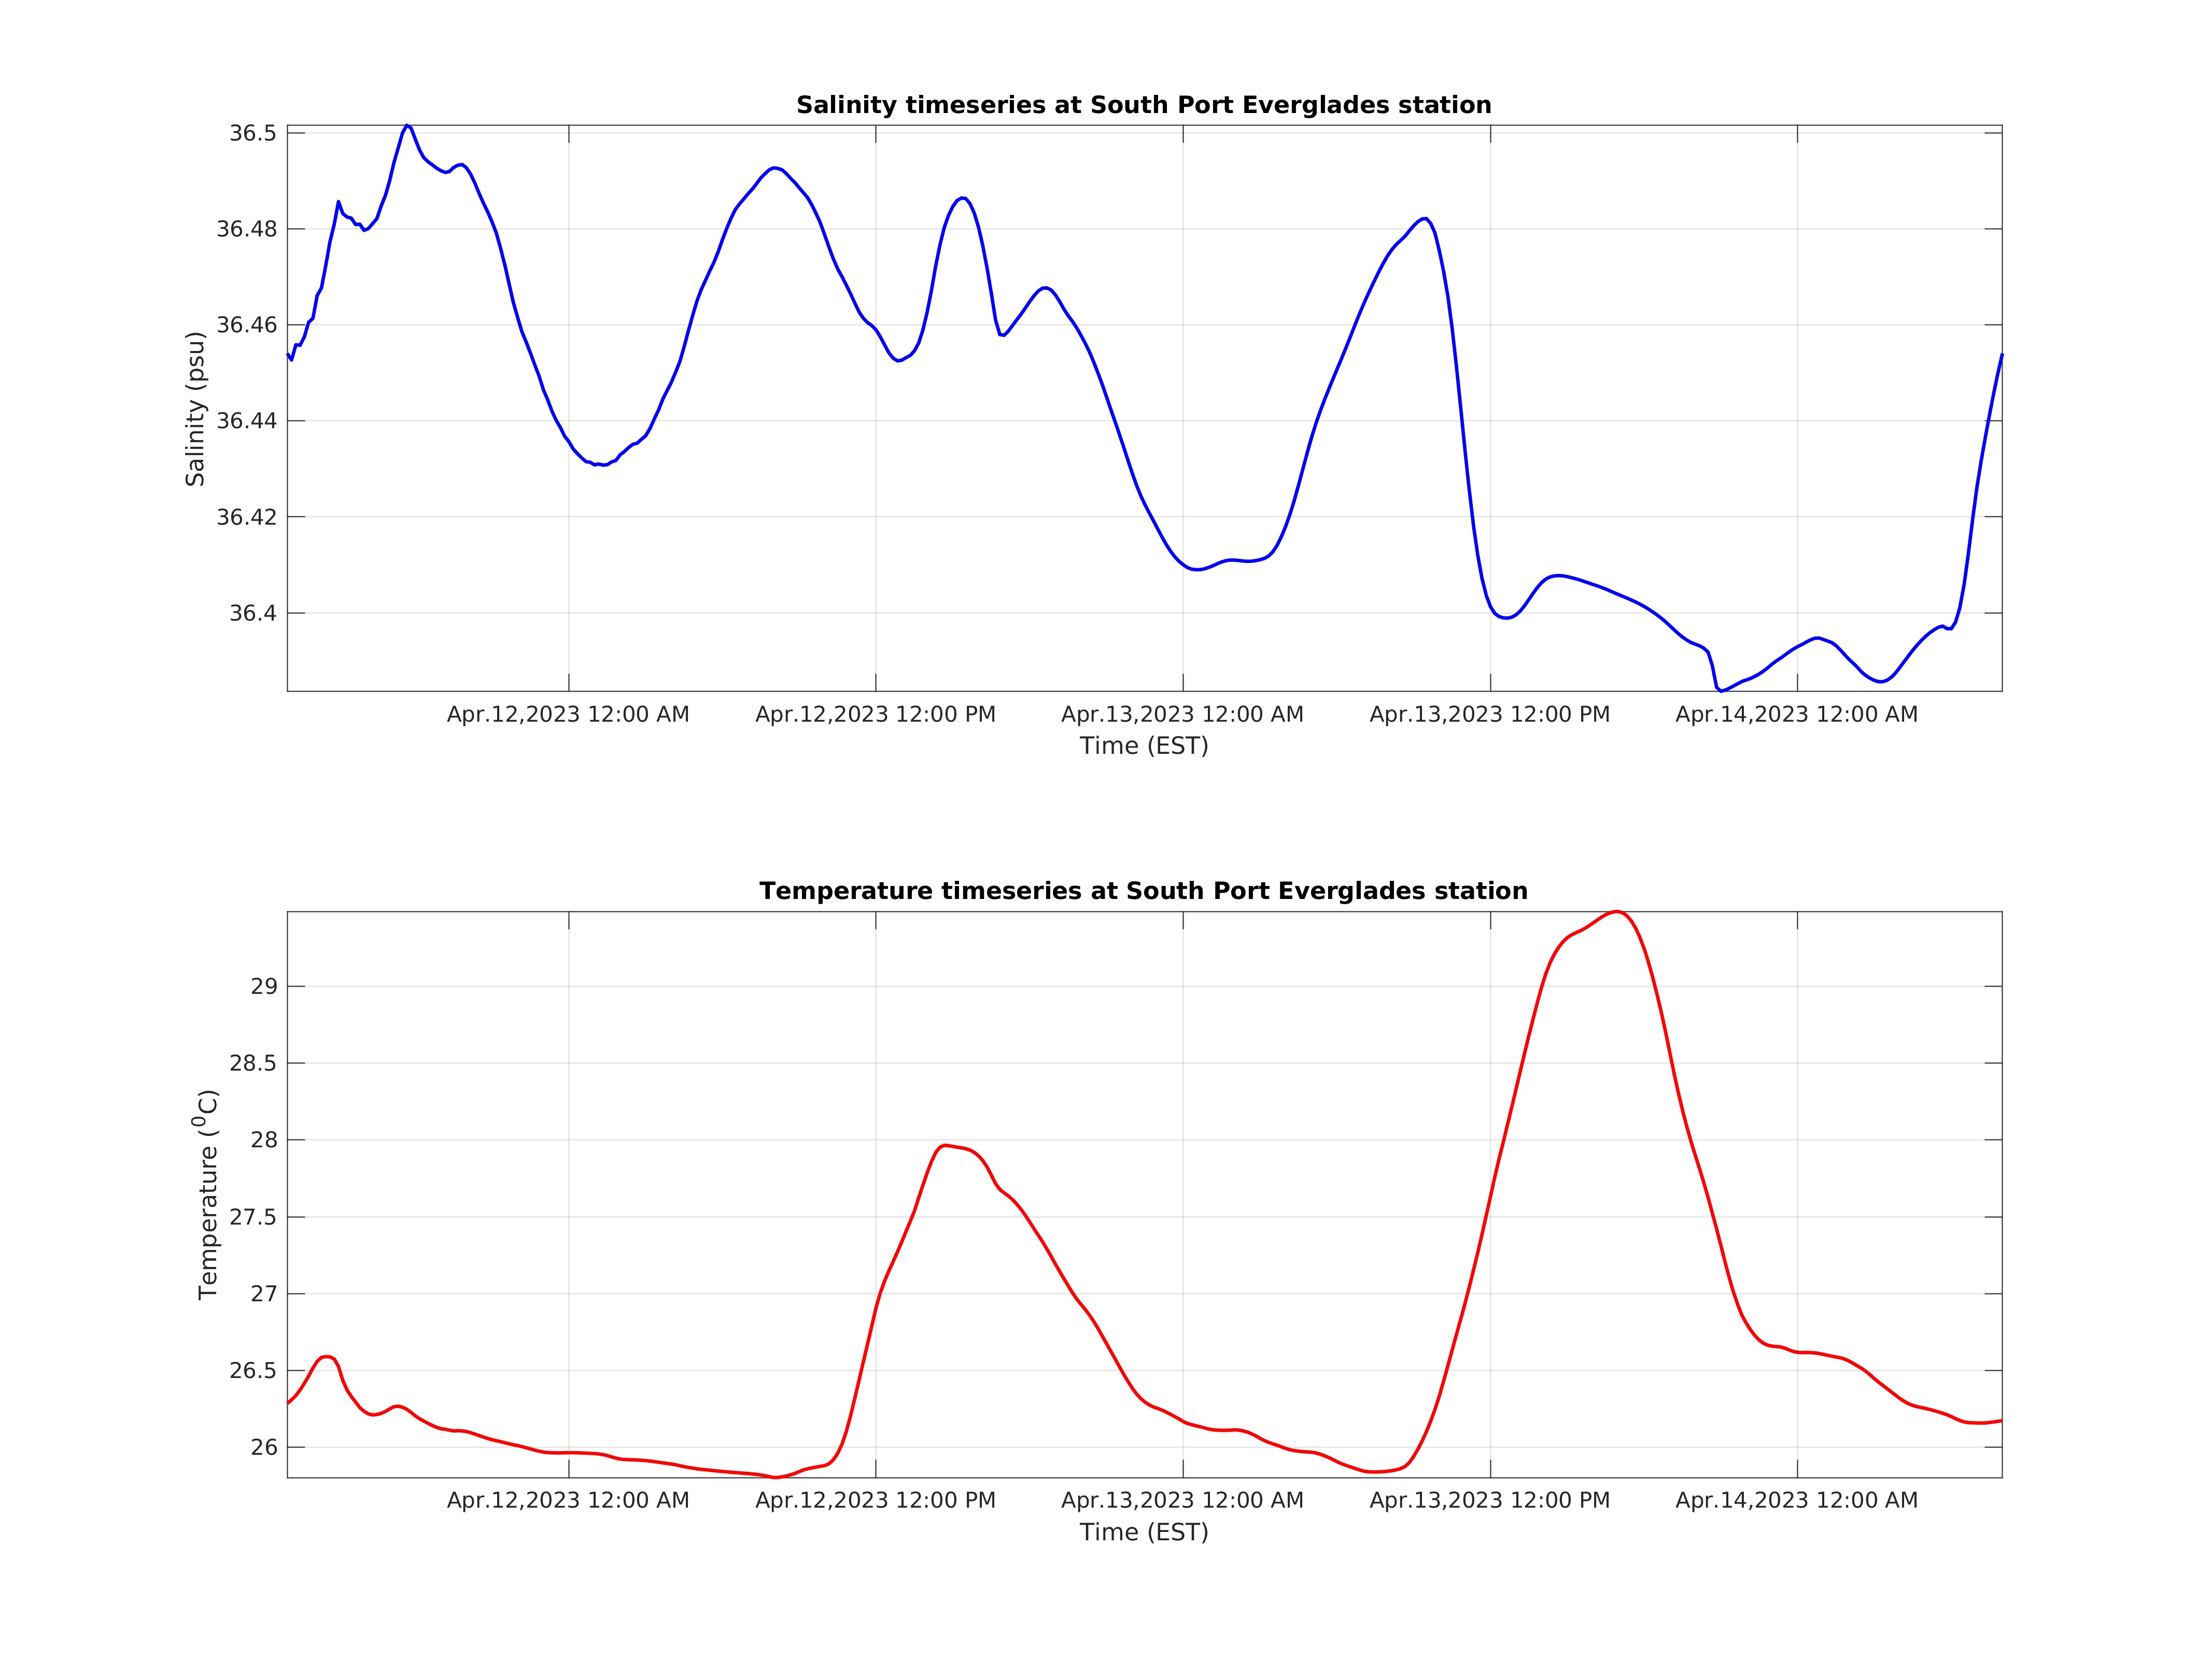 Salinity timeseries at South Port Everglades station
36.5
36.48
36.46
36.44
36.42
36.4
Salinity (psu)
Apr.12,2023 12:00 AM Apr.12,2023 12:00 PM Apr.13,2023 12:00 AM Apr.13,2023 12:00 PM Apr.14,2023 12:00 AM
Time (EST)
Temperature timeseries at South Port Everglades station
29
28.5
28
27.5
27
26.5
26
Temperature (⁰C)
Apr.12,2023 12:00 AM Apr.12,2023 12:00 PM Apr.13,2023 12:00 AM Apr.13,2023 12:00 PM Apr.14,2023 12:00 AM
Time (EST)